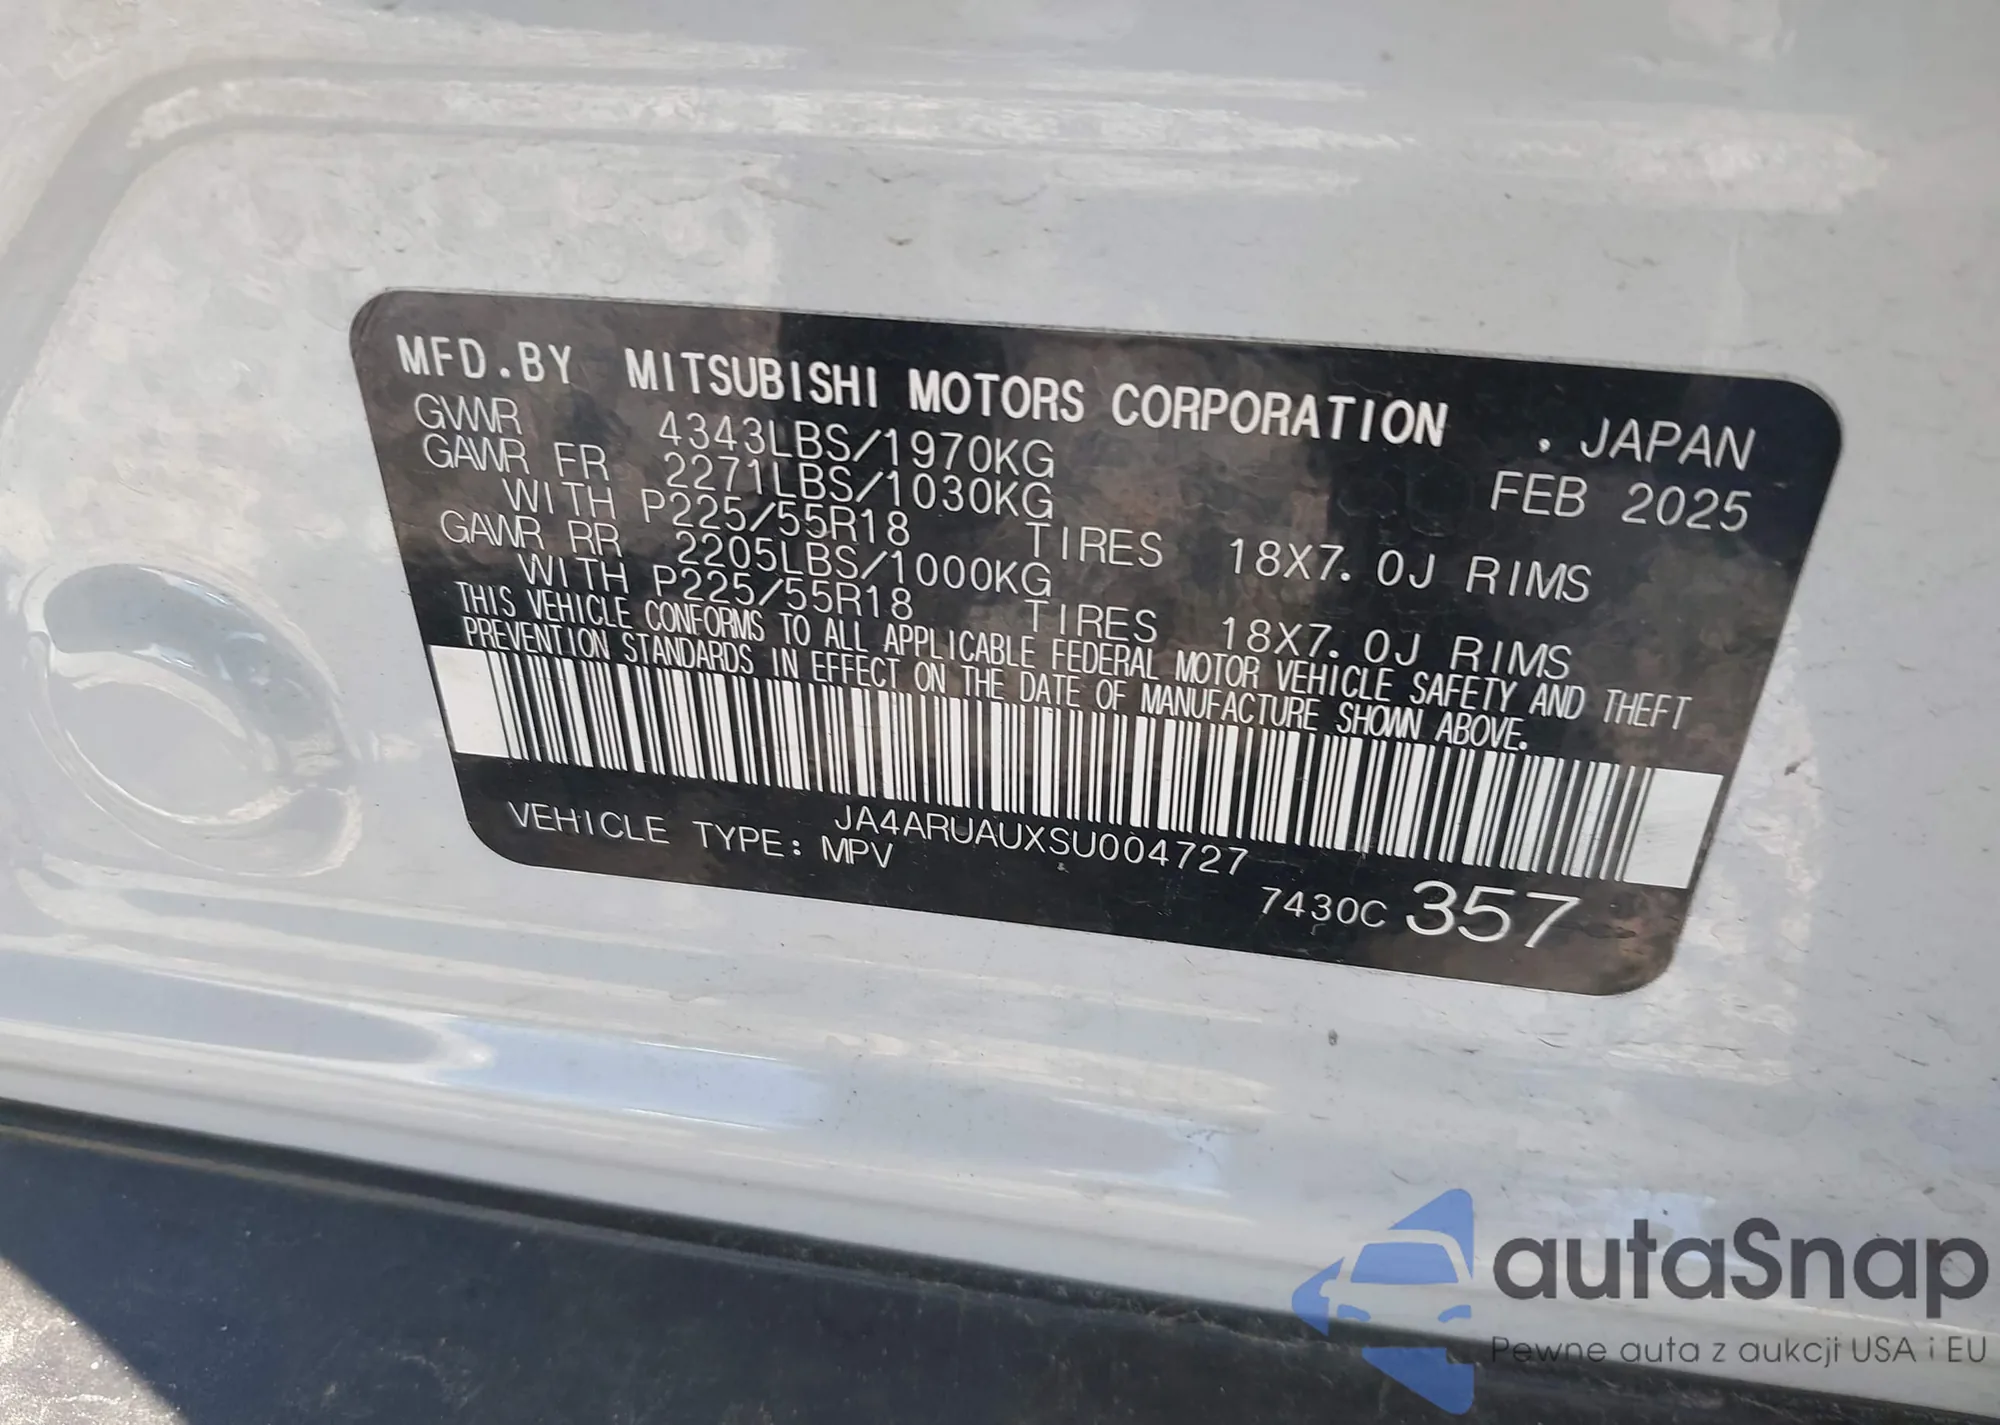 MFD.BY MITSUBISHI MOTORS CORPORATION . JAPAN
GVWR 4343LBS/1970KG FEB 2025
GAWR FR 2271LBS/1030KG
WITH P225/55R18 TIRES 18X7.0J RIMS
GAWR RR 2205LBS/1000KG
WITH P225/55R18 TIRES 18X7.0J RIMS
THIS VEHICLE CONFORMS TO ALL APPLICABLE FEDERAL MOTOR VEHICLE SAFETY AND THEFT
PREVENTION STANDARDS IN EFFECT ON THE DATE OF MANUFACTURE SHOWN ABOVE.
JA4ARUAUXSU004727
VEHICLE TYPE: MPV
7430C 357
autaSnap
Pewne auta z aukcji USA i EU